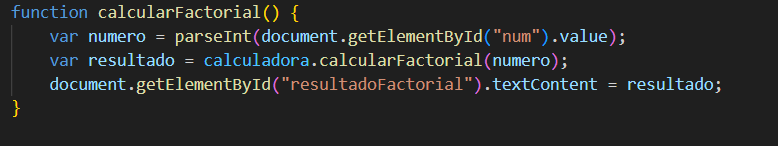 function calcularFactorial() {
    var numero = parseInt(document.getElementById("num").value);
    var resultado = calculadora.calcularFactorial(numero);
    document.getElementById("resultadoFactorial").textContent = resultado;
}